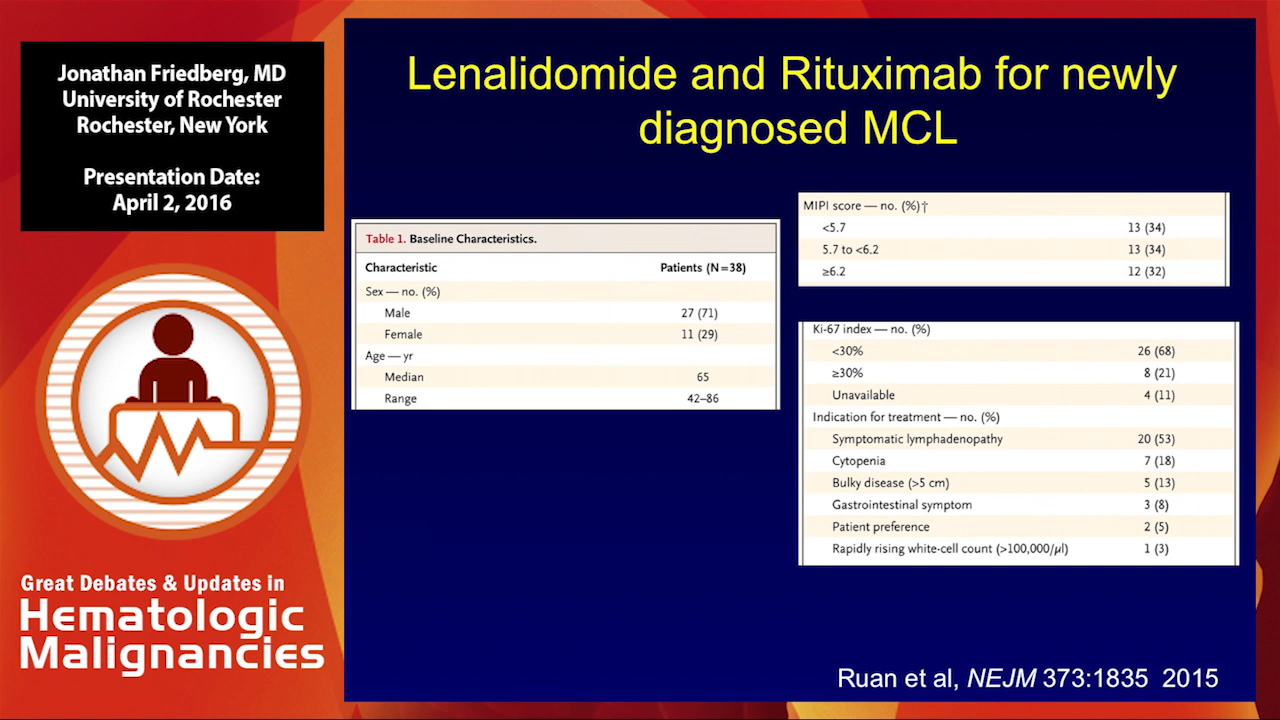 Jonathan Friedberg, MD
University of Rochester
Rochester, New York
Presentation Date:
April 2, 2016
Great Debates & Updates in
Hematologic
Malignancies
Lenalidomide and Rituximab for newly
diagnosed MCL
Table 1. Baseline Characteristics.
Characteristic Patients (N=38)
Sex — no. (%)
Male 27 (71)
Female 11 (29)
Age — yr
Median 65
Range 42–86
MIPI score — no. (%)†
<5.7 13 (34)
5.7 to <6.2 13 (34)
≥6.2 12 (32)
Ki-67 index — no. (%)
<30% 26 (68)
≥30% 8 (21)
Unavailable 4 (11)
Indication for treatment — no. (%)
Symptomatic lymphadenopathy 20 (53)
Cytopenia 7 (18)
Bulky disease (>5 cm) 5 (13)
Gastrointestinal symptom 3 (8)
Patient preference 2 (5)
Rapidly rising white-cell count (>100,000/μl) 1 (3)
Ruan et al, NEJM 373:1835 2015